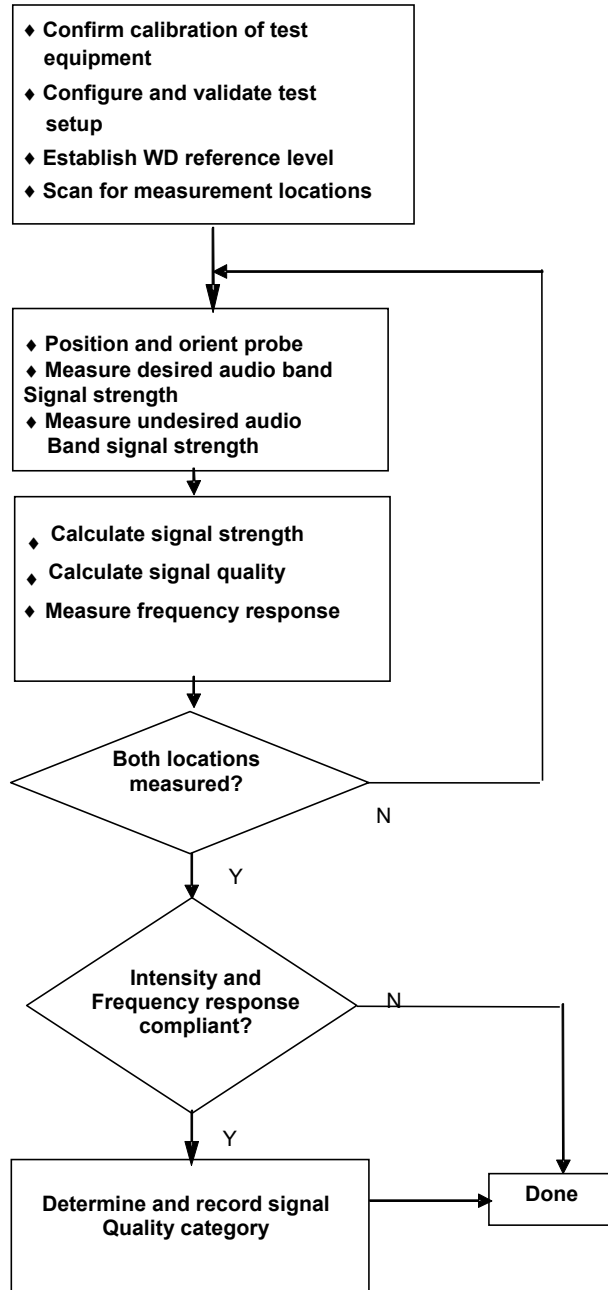 ♦ Confirm calibration of test
equipment
♦ Configure and validate test
setup
♦ Establish WD reference level
♦ Scan for measurement locations
♦ Position and orient probe
♦ Measure desired audio band
Signal strength
♦ Measure undesired audio
Band signal strength
♦ Calculate signal strength
♦ Calculate signal quality
♦ Measure frequency response
Both locations
measured?
N
Y
Intensity and
Frequency response
compliant?
N
Y
Determine and record signal
Quality category
Done